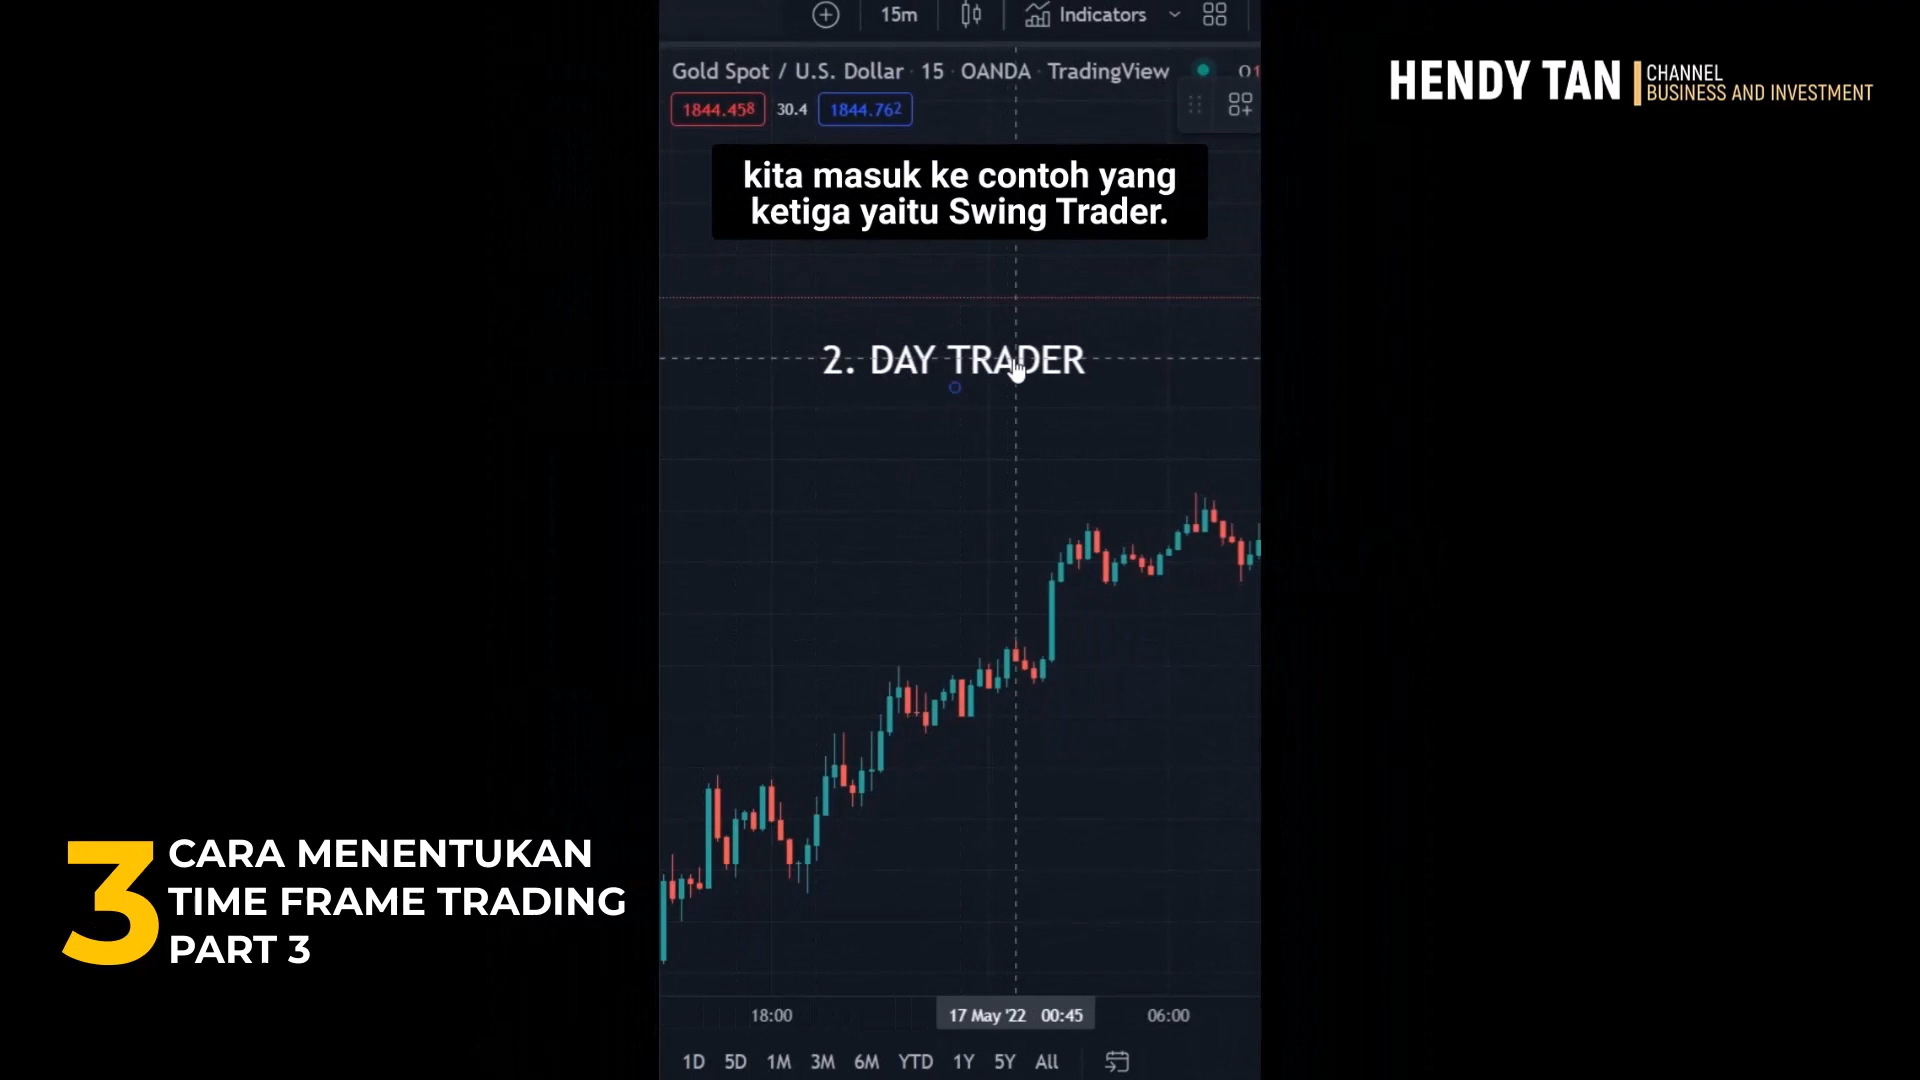 15m Indicators
Gold Spot / U.S. Dollar · 15 · OANDA · TradingView O1
1844.458 30.4 1844.762
HENDY TAN CHANNEL
BUSINESS AND INVESTMENT
kita masuk ke contoh yang
ketiga yaitu Swing Trader.
2. DAY TRADER
3 CARA MENENTUKAN
TIME FRAME TRADING
PART 3
18:00 17 May '22 00:45 06:00
1D 5D 1M 3M 6M YTD 1Y 5Y All